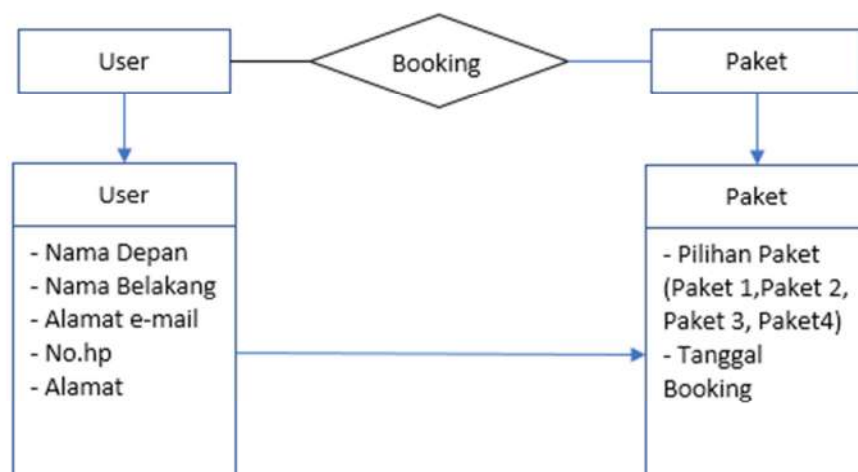 User
Booking
Paket
User
- Nama Depan
- Nama Belakang
- Alamat e-mail
- No.hp
- Alamat
Paket
- Pilihan Paket
(Paket 1,Paket 2,
Paket 3, Paket4)
- Tanggal
Booking